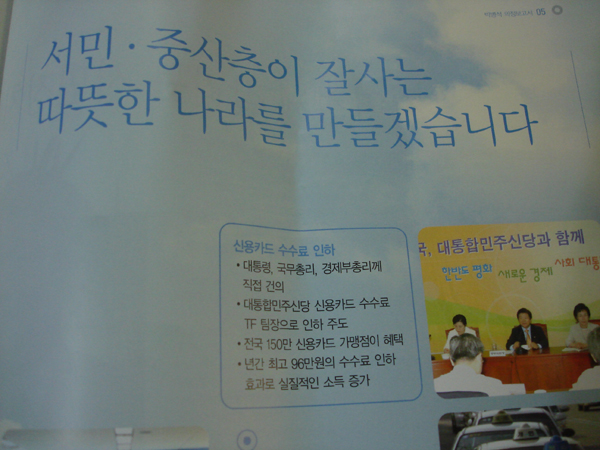 05
서민·중산층이 잘사는
따뜻한 나라를 만들겠습니다
신용카드 수수료 인하
• 대통령, 국무총리, 경제부총리께
직접 건의
• 대통합민주신당 신용카드 수수료
TF 팀장으로 인하 주도
• 전국 150만 신용카드 가맹점이 혜택
• 년간 최고 96만원의 수수료 인하
효과로 실질적인 소득 증가
국, 대통합민주신당과 함께
한반도 평화 새로운 경제 사회 대통